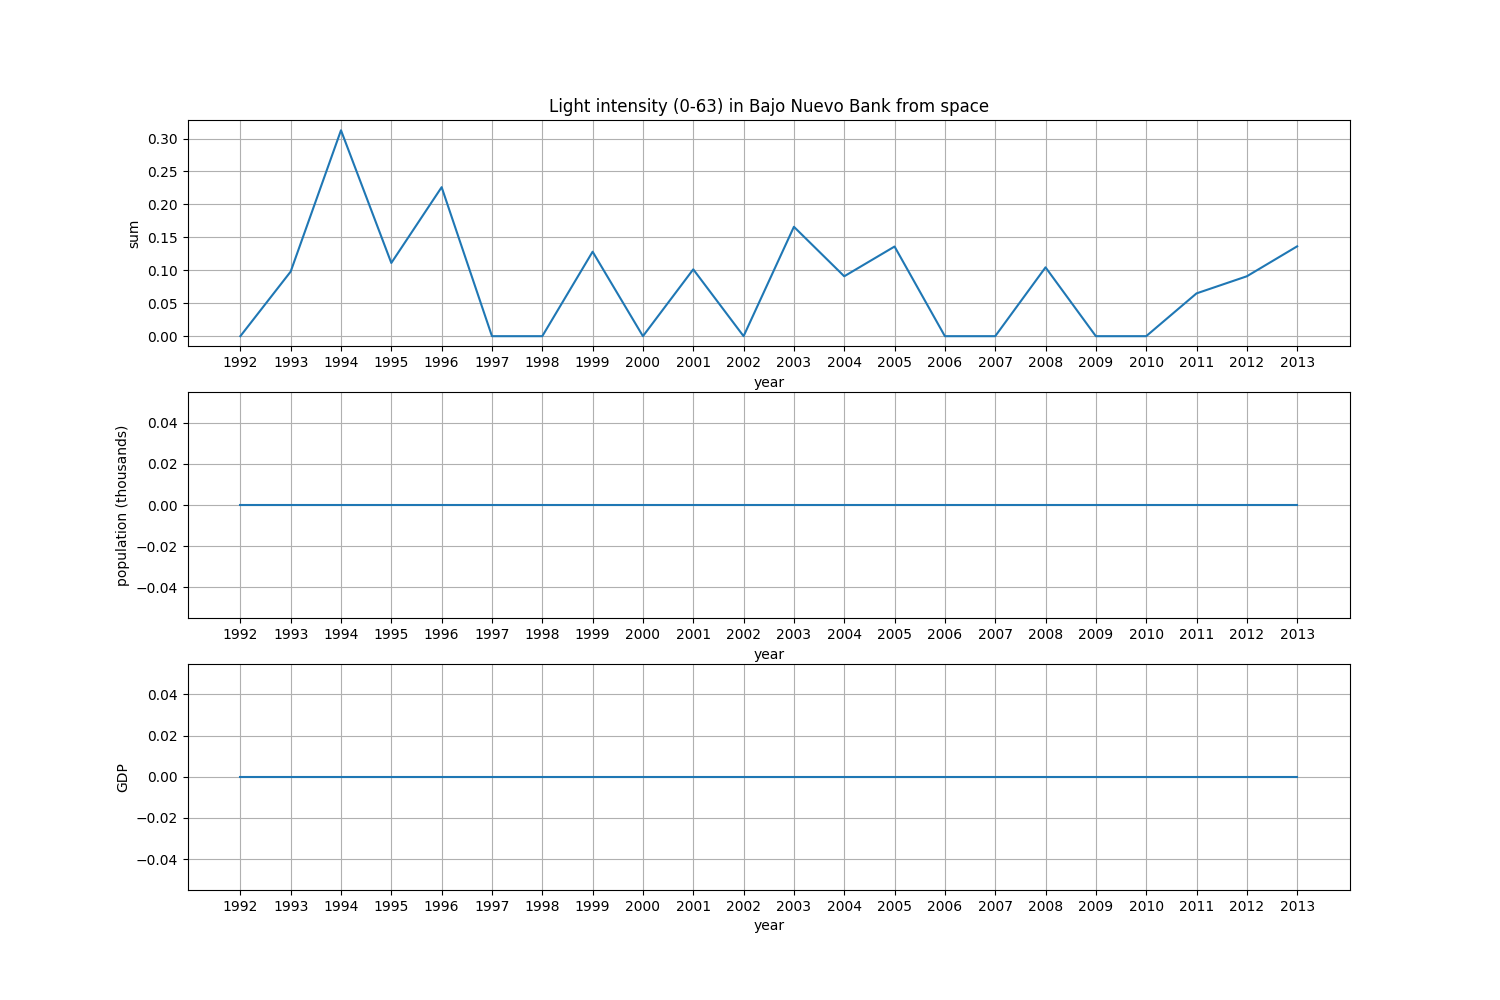 Light intensity (0-63) in Bajo Nuevo Bank from space
0.30
0.25
0.20
0.15
0.10
0.05
0.00
sum
1992 1993 1994 1995 1996 1997 1998 1999 2000 2001 2002 2003 2004 2005 2006 2007 2008 2009 2010 2011 2012 2013
year
0.04
0.02
0.00
−0.02
−0.04
population (thousands)
1992 1993 1994 1995 1996 1997 1998 1999 2000 2001 2002 2003 2004 2005 2006 2007 2008 2009 2010 2011 2012 2013
year
0.04
0.02
0.00
−0.02
−0.04
GDP
1992 1993 1994 1995 1996 1997 1998 1999 2000 2001 2002 2003 2004 2005 2006 2007 2008 2009 2010 2011 2012 2013
year